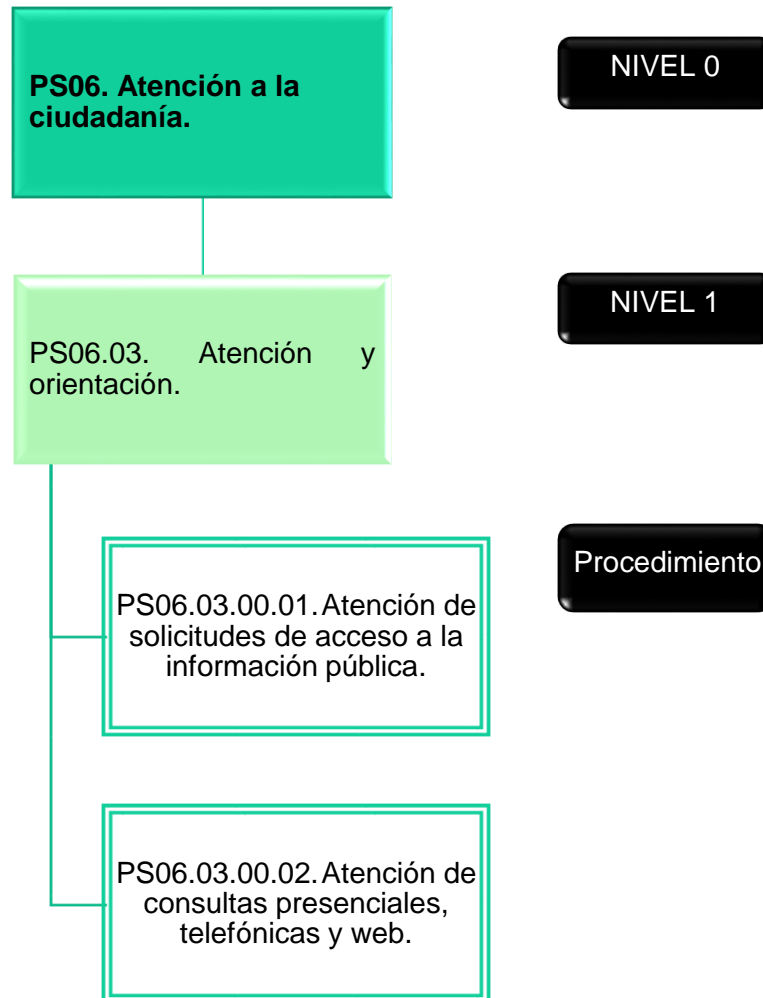 PS06. Atención a la
ciudadanía.
NIVEL 0
PS06.03. Atención y
orientación.
NIVEL 1
PS06.03.00.01. Atención de
solicitudes de acceso a la
información pública.
Procedimiento
PS06.03.00.02. Atención de
consultas presenciales,
telefónicas y web.